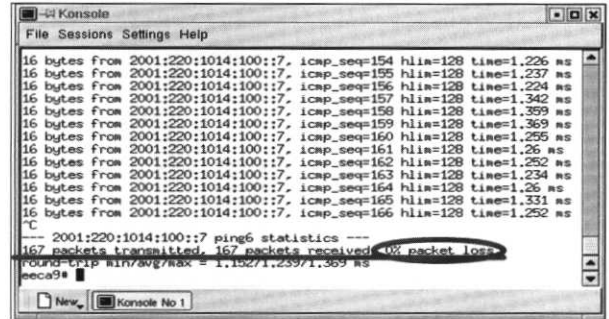 Konsole
File Sessions Settings Help
16 bytes from 2001:220:1014:100::7, icmp_seq=154 hlim=128 time=1.226 ms
16 bytes from 2001:220:1014:100::7, icmp_seq=155 hlim=128 time=1.237 ms
16 bytes from 2001:220:1014:100::7, icmp_seq=156 hlim=128 time=1.224 ms
16 bytes from 2001:220:1014:100::7, icmp_seq=157 hlim=128 time=1.342 ms
16 bytes from 2001:220:1014:100::7, icmp_seq=158 hlim=128 time=1.359 ms
16 bytes from 2001:220:1014:100::7, icmp_seq=159 hlim=128 time=1.369 ms
16 bytes from 2001:220:1014:100::7, icmp_seq=160 hlim=128 time=1.255 ms
16 bytes from 2001:220:1014:100::7, icmp_seq=161 hlim=128 time=1.26 ms
16 bytes from 2001:220:1014:100::7, icmp_seq=162 hlim=128 time=1.252 ms
16 bytes from 2001:220:1014:100::7, icmp_seq=163 hlim=128 time=1.234 ms
16 bytes from 2001:220:1014:100::7, icmp_seq=164 hlim=128 time=1.26 ms
16 bytes from 2001:220:1014:100::7, icmp_seq=165 hlim=128 time=1.331 ms
16 bytes from 2001:220:1014:100::7, icmp_seq=166 hlim=128 time=1.252 ms
^C
--- 2001:220:1014:100::7 ping6 statistics ---
167 packets transmitted, 167 packets received, 0% packet loss
round-trip min/avg/max = 1.152/1.239/1.369 ms
eeca9#
New Konsole No 1